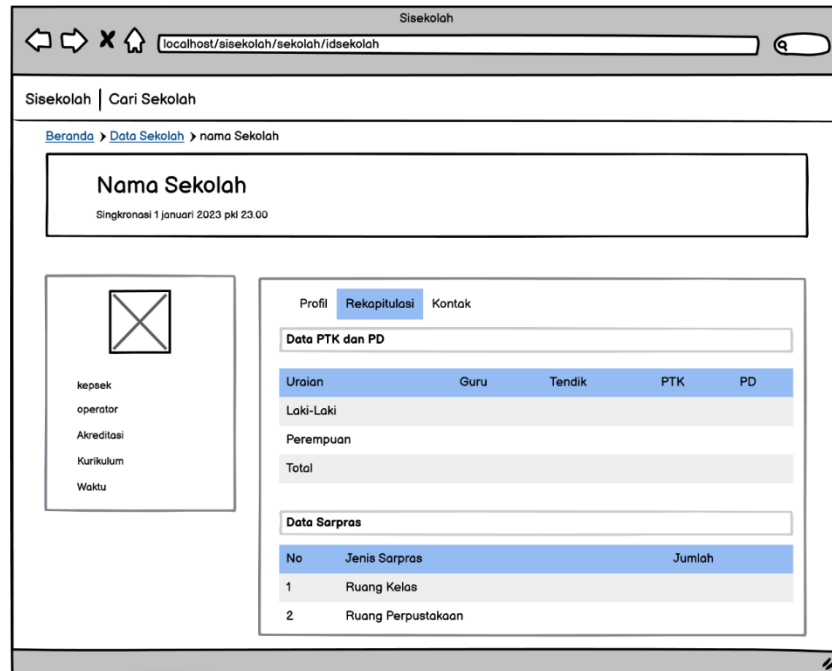 Sisekolah
localhost/sisekolah/sekolah/idsekolah
Sisekolah | Cari Sekolah
Beranda > Data Sekolah > nama Sekolah
Nama Sekolah
Singkronasi 1 januari 2023 pkl 23.00
kepsek
operator
Akreditasi
Kurikulum
Waktu
Profil Rekapitulasi Kontak
Data PTK dan PD
Uraian Guru Tendik PTK PD
Laki-Laki
Perempuan
Total
Data Sarpras
No Jenis Sarpras Jumlah
1 Ruang Kelas
2 Ruang Perpustakaan